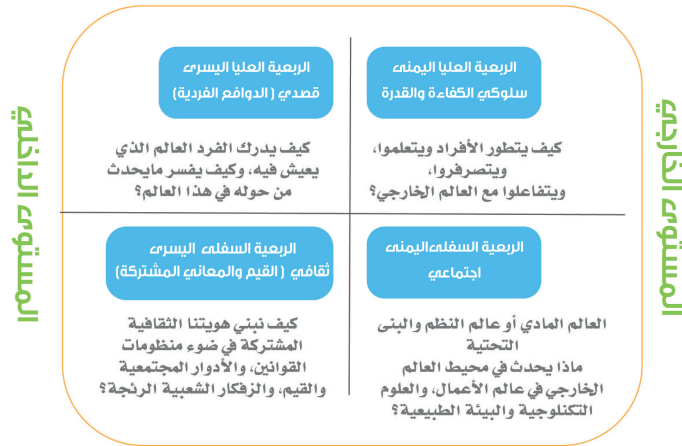 المستوى الخارجي
الربعية العليا اليمنى
سلوكي الكفاءة والقدرة
كيف يتطور الأفراد ويتعلموا،
ويتصرفروا،
ويتفاعلوا مع العالم الخارجي؟
الربعية العليا اليسرى
قصدي (الدوافع الفردية)
كيف يدرك الفرد العالم الذي
يعيش فيه، وكيف يفسر مايحدث
من حوله في هذا العالم؟
الربعية السفلى اليمنى
اجتماعي
العالم المادي أو عالم النظم والبنى
التحتية
ماذا يحدث في محيط العالم
الخارجي في عالم الأعمال، والعلوم
التكنلوجية والبيئة الطبيعية؟
الربعية السفلى اليسرى
ثقافي (القيم والمعاني المشتركة)
كيف نبني هويتنا الثقافية
المشتركة في ضوء منظومات
القوانين، والأدوار المجتمعية
والقيم، والزفكار الشعبية الرئجة؟
المستوى الداخلي